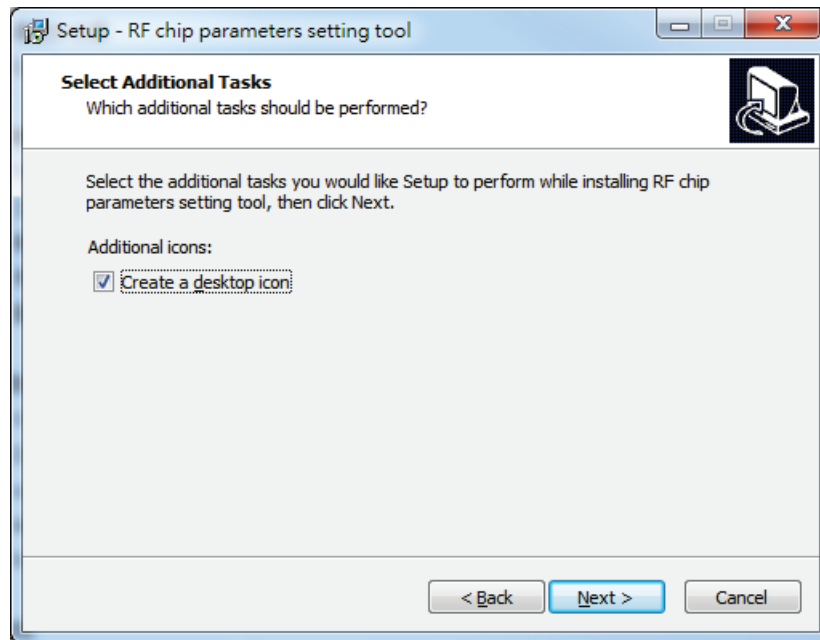 Setup - RF chip parameters setting tool
Select Additional Tasks
Which additional tasks should be performed?
Select the additional tasks you would like Setup to perform while installing RF chip
parameters setting tool, then click Next.
Additional icons:
Create a desktop icon
< Back
Next >
Cancel